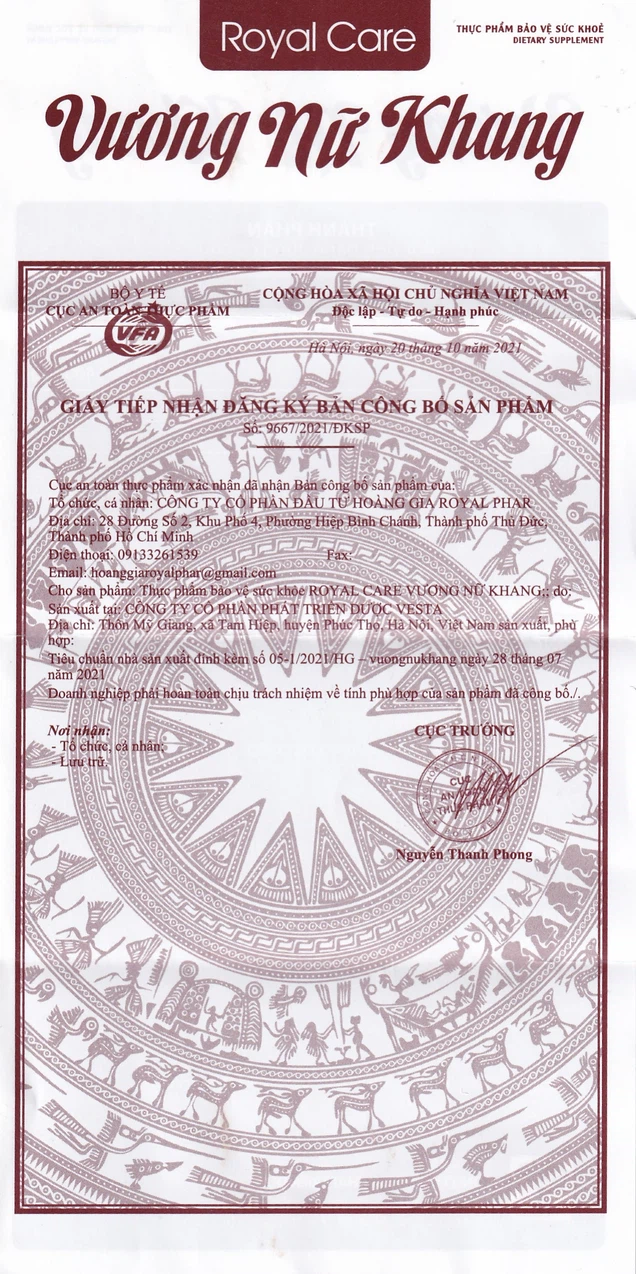 Royal Care
THỰC PHẨM BẢO VỆ SỨC KHOẺ
DIETARY SUPPLEMENT
Vương Nữ Khang
BỘ Y TẾ
CỤC AN TOÀN THỰC PHẨM
VFA
CỘNG HÒA XÃ HỘI CHỦ NGHĨA VIỆT NAM
Độc lập - Tự do - Hạnh phúc
Hà Nội, ngày 20 tháng 10 năm 2021
GIẤY TIẾP NHẬN ĐĂNG KÝ BẢN CÔNG BỐ SẢN PHẨM
Số: 9667/2021/ĐKSP
Cục an toàn thực phẩm xác nhận đã nhận Bản công bố sản phẩm của:
Tổ chức, cá nhân: CÔNG TY CỔ PHẦN ĐẦU TƯ HOÀNG GIA ROYAL PHAR
Địa chỉ: 28 Đường Số 2, Khu Phố 4, Phường Hiệp Bình Chánh, Thành phố Thủ Đức,
Thành phố Hồ Chí Minh
Điện thoại: 09133261539 Fax:
Email: hoanggiaroyalphar@gmail.com
Cho sản phẩm: Thực phẩm bảo vệ sức khỏe ROYAL CARE VƯƠNG NỮ KHANG;; do;
Sản xuất tại: CÔNG TY CỔ PHẦN PHÁT TRIỂN DƯỢC VESTA
Địa chỉ: Thôn Mỹ Giang, xã Tam Hiệp, huyện Phúc Thọ, Hà Nội, Việt Nam sản xuất, phù
hợp:
Tiêu chuẩn nhà sản xuất đính kèm số 05-1/2021/HG – vuongnukhang ngày 28 tháng 07
năm 2021
Doanh nghiệp phải hoàn toàn chịu trách nhiệm về tính phù hợp của sản phẩm đã công bố./.
Nơi nhận:
- Tổ chức, cá nhân;
- Lưu trữ.
CỤC TRƯỞNG
CỤC
AN TOÀN
THỰC PHẨM
Nguyễn Thanh Phong